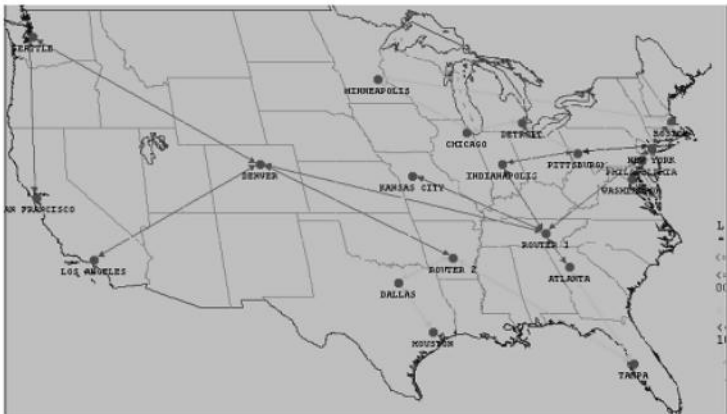 SEATTLE
MINNEAPOLIS
BOSTON
DETROIT
CHICAGO
NEW YORK
PITTSBURGH
INDIANAPOLIS
PHILADELPHIA
DENVER
KANSAS CITY
WASHINGTON
AN FRANCISCO
L
ROUTER 1
LOS ANGELES
ROUTER 2
ATLANTA
DALLAS
HOUSTON
TAMPA